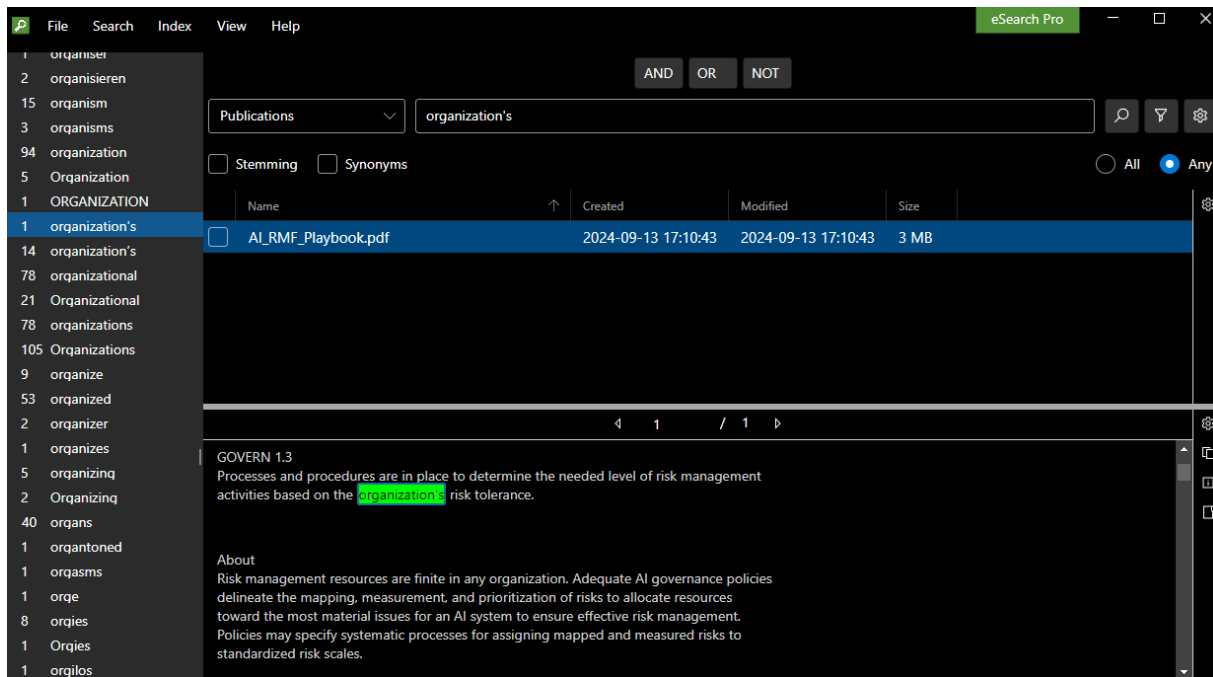 File Search Index View Help eSearch Pro
1 organiser
2 organisieren
15 organism
3 organisms
94 organization
5 Organization
1 ORGANIZATION
1 organization's
14 organization’s
78 organizational
21 Organizational
78 organizations
105 Organizations
9 organize
53 organized
2 organizer
1 organizes
5 organizing
2 Organizing
40 organs
1 organtoned
1 orgasms
1 orge
8 orgies
1 Orgies
1 orgilos
AND OR NOT
Publications organization's
Stemming Synonyms All Any
Name Created Modified Size
AI_RMF_Playbook.pdf 2024-09-13 17:10:43 2024-09-13 17:10:43 3 MB
1 / 1
GOVERN 1.3
Processes and procedures are in place to determine the needed level of risk management
activities based on the organization's risk tolerance.
About
Risk management resources are finite in any organization. Adequate AI governance policies
delineate the mapping, measurement, and prioritization of risks to allocate resources
toward the most material issues for an AI system to ensure effective risk management.
Policies may specify systematic processes for assigning mapped and measured risks to
standardized risk scales.